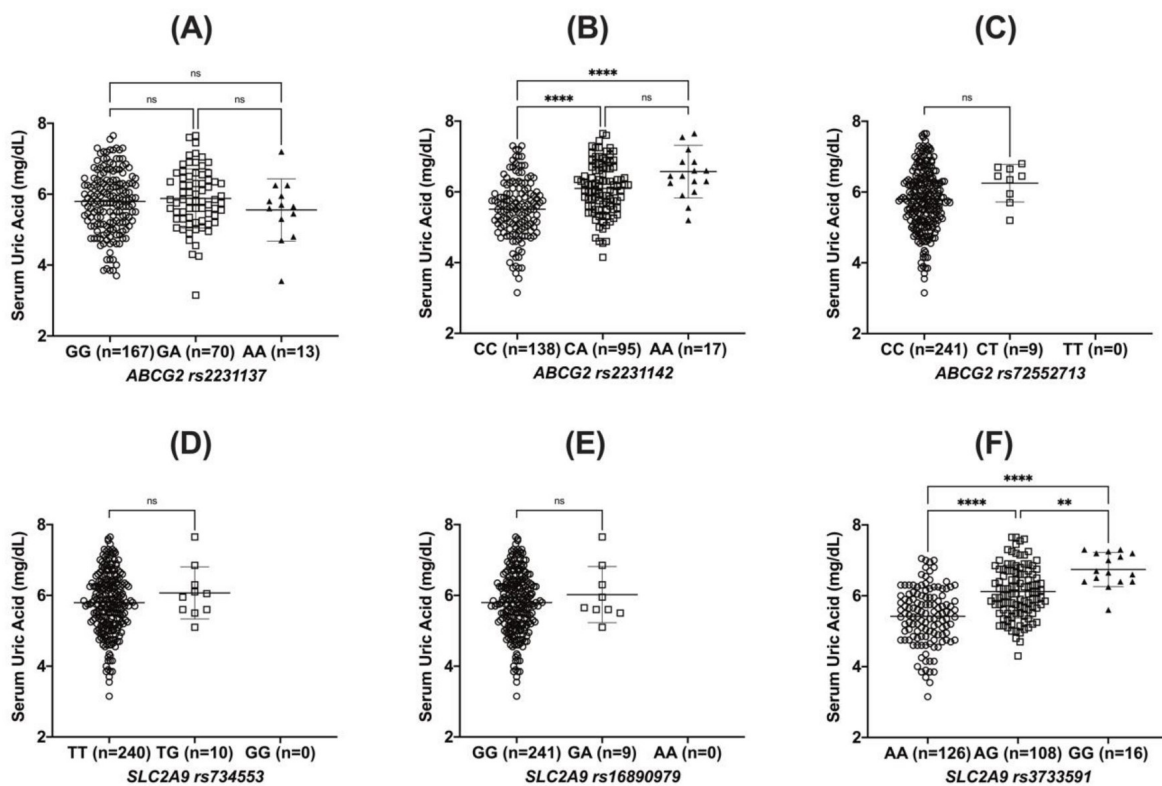 (A)
ns
ns
ns
Serum Uric Acid (mg/dL)
8
6
4
2
GG (n=167) GA (n=70) AA (n=13)
ABCG2 rs2231137
(B)
****
****
ns
Serum Uric Acid (mg/dL)
8
6
4
2
CC (n=138) CA (n=95) AA (n=17)
ABCG2 rs2231142
(C)
ns
Serum Uric Acid (mg/dL)
8
6
4
2
CC (n=241) CT (n=9) TT (n=0)
ABCG2 rs72552713
(D)
ns
Serum Uric Acid (mg/dL)
8
6
4
2
TT (n=240) TG (n=10) GG (n=0)
SLC2A9 rs734553
(E)
ns
Serum Uric Acid (mg/dL)
8
6
4
2
GG (n=241) GA (n=9) AA (n=0)
SLC2A9 rs16890979
(F)
****
****
**
Serum Uric Acid (mg/dL)
8
6
4
2
AA (n=126) AG (n=108) GG (n=16)
SLC2A9 rs3733591